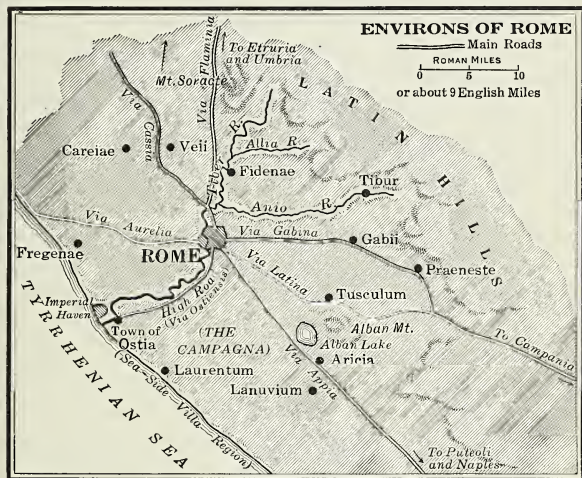 ENVIRONS OF ROME
Main Roads
ROMAN MILES
0 5 10
or about 9 English Miles
To Etruria
and Umbria
Mt. Soracte
Via Flaminia
LATIN HILLS
Via Cassia
Careiae
Veii
Tiber R.
Allia R.
Fidenae
Tibur
Anio R.
Via Aurelia
Via Gabina
Gabii
Fregenae
ROME
Praeneste
Via Latina
Tusculum
Imperial
Haven
High Road
(Via Ostiensis)
Town of
Ostia
(THE
CAMPAGNA)
Alban Mt.
Alban Lake
To Campania
Aricia
Via Appia
Laurentum
Lanuvium
TYRRHENIAN SEA
(Sea-Side-Villa-Region)
To Puteoli
and Naples